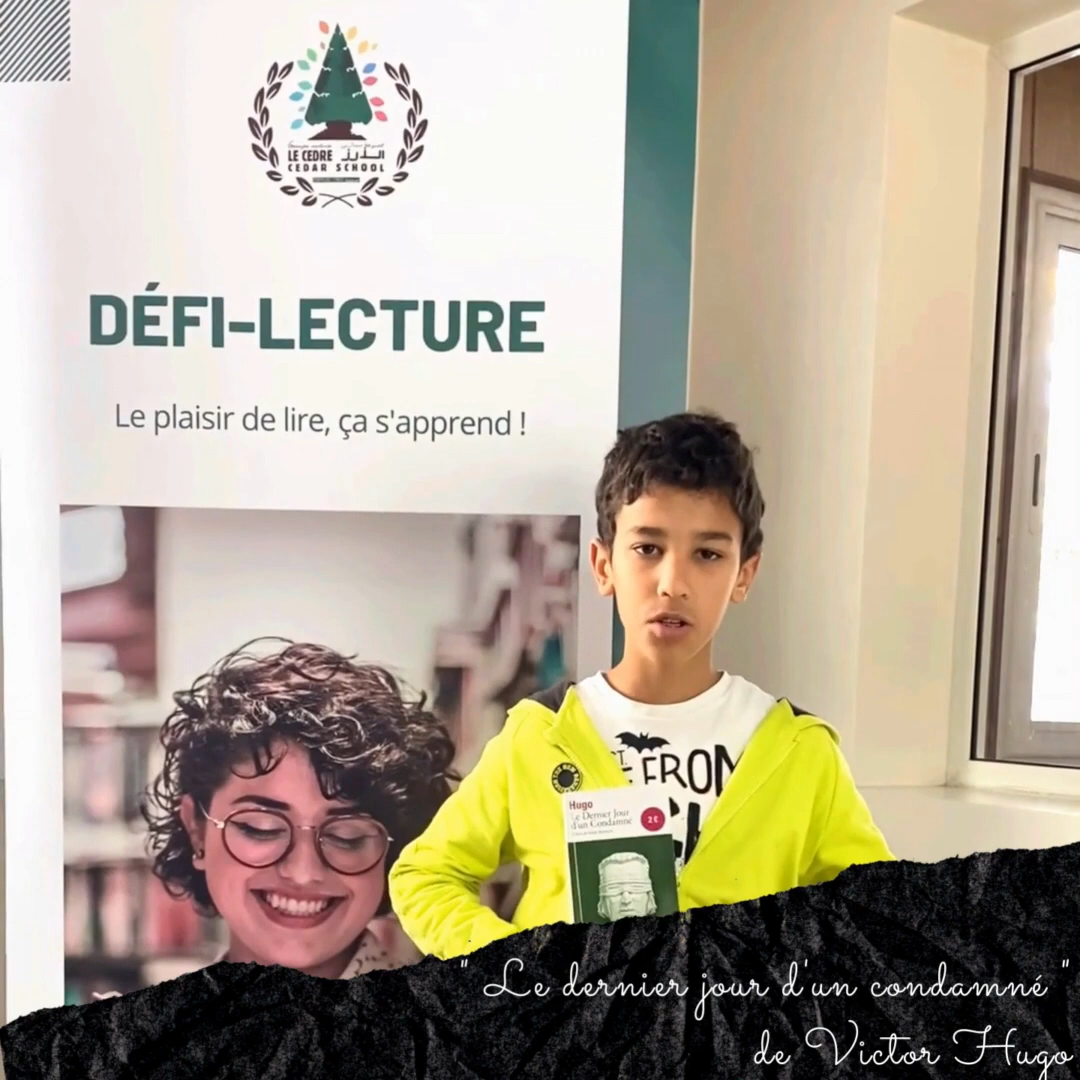 LE CEDRE الأرز
CEDAR SCHOOL
DÉFI-LECTURE
Le plaisir de lire, ça s'apprend !
FROM
Hugo
Le Dernier Jour
d'un Condamné
2€
" Le dernier jour d'un condamné "
de Victor Hugo